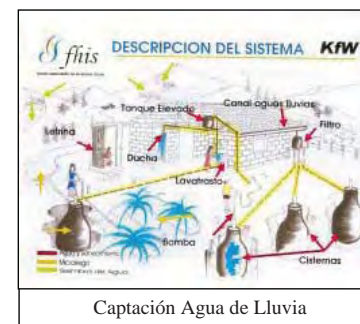 fhis
DESCRIPCION DEL SISTEMA
KfW
Tanque Elevado
Canal aguas lluvias
Filtro
Letrina
Ducha
Lavatrasto
Bomba
Cisternas
Captación Agua de Lluvia